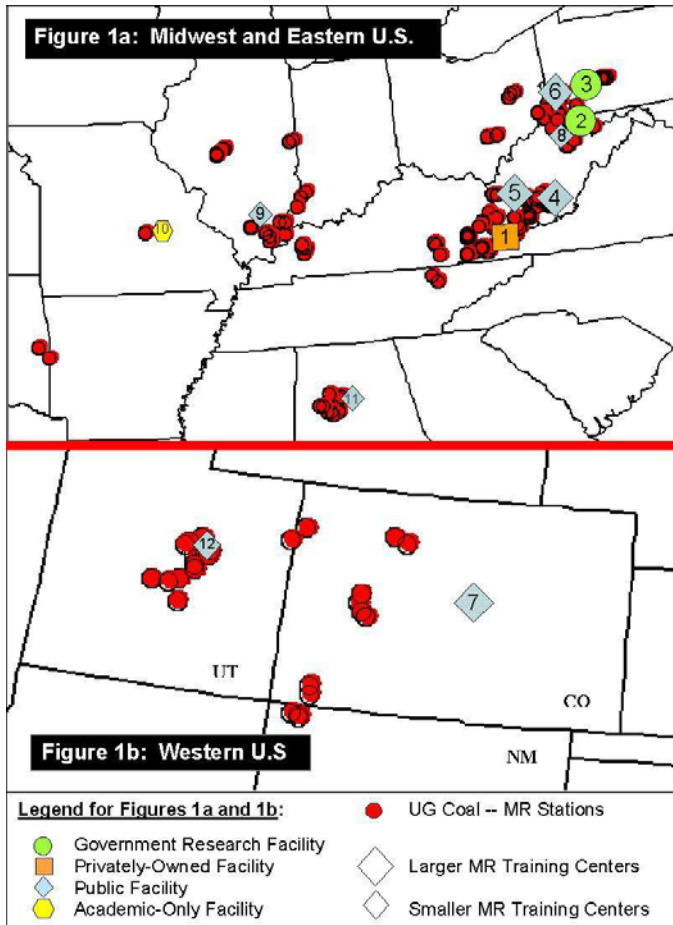 Figure 1a: Midwest and Eastern U.S.
3
6
2
8
5
4
9
10
1
11
12
7
UT
CO
Figure 1b: Western U.S
NM
Legend for Figures 1a and 1b:
UG Coal -- MR Stations
Government Research Facility
Privately-Owned Facility
Larger MR Training Centers
Public Facility
Academic-Only Facility
Smaller MR Training Centers